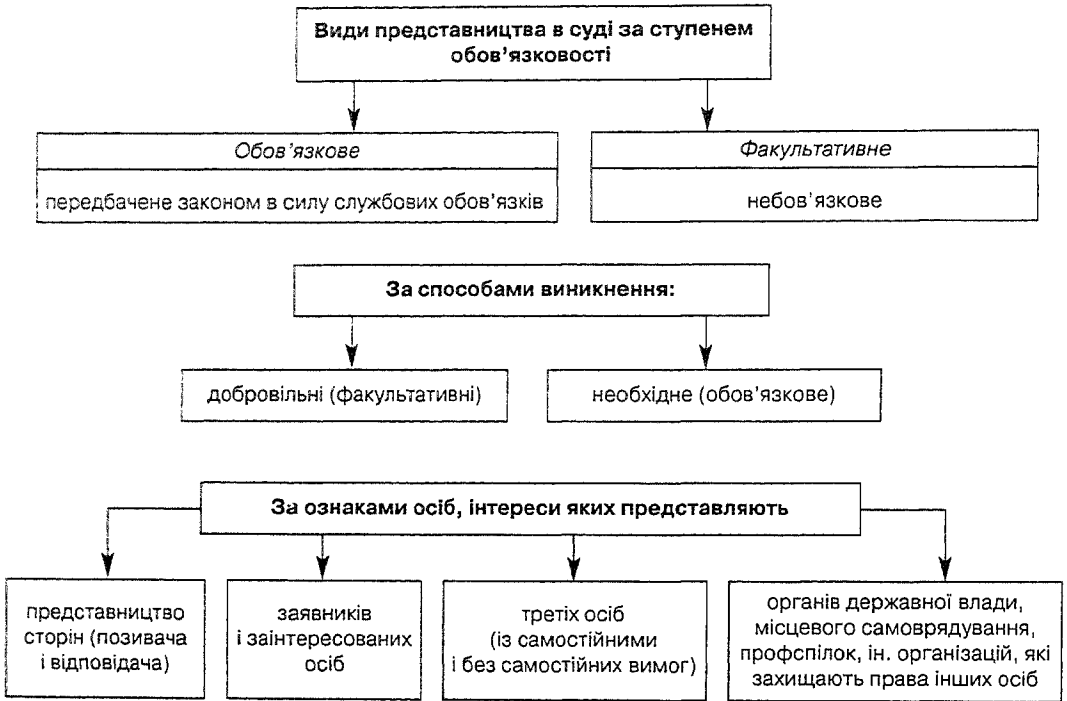 Види представництва в суді за ступенем
обов’язковості
Обов’язкове
передбачене законом в силу службових обов’язків
Факультативне
небов’язкове
За способами виникнення:
добровільні (факультативні)
необхідне (обов’язкове)
За ознаками осіб, інтереси яких представляють
представництво
сторін (позивача
і відповідача)
заявників
і заінтересованих
осіб
третіх осіб
(із самостійними
і без самостійних вимог)
органів державної влади,
місцевого самоврядування,
профспілок, ін. організацій, які
захищають права інших осіб